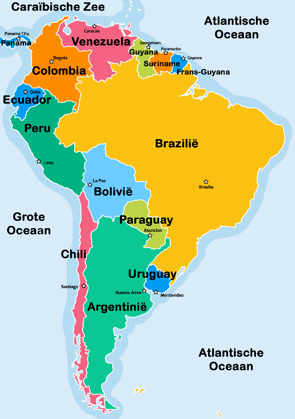 Caraïbische Zee
Atlantische
Oceaan
Panama City
Panama
Caracas
Venezuela
Georgetown
Guyana
Paramaribo
Suriname
Cayenne
Frans-Guyana
Bogota
Colombia
Quito
Ecuador
Peru
Lima
Brazilië
Brasilia
La Paz
Bolivië
Paraguay
Asuncion
Grote
Oceaan
Chili
Santiago
Uruguay
Buenos Aires
Montevideo
Argentinië
Atlantische
Oceaan